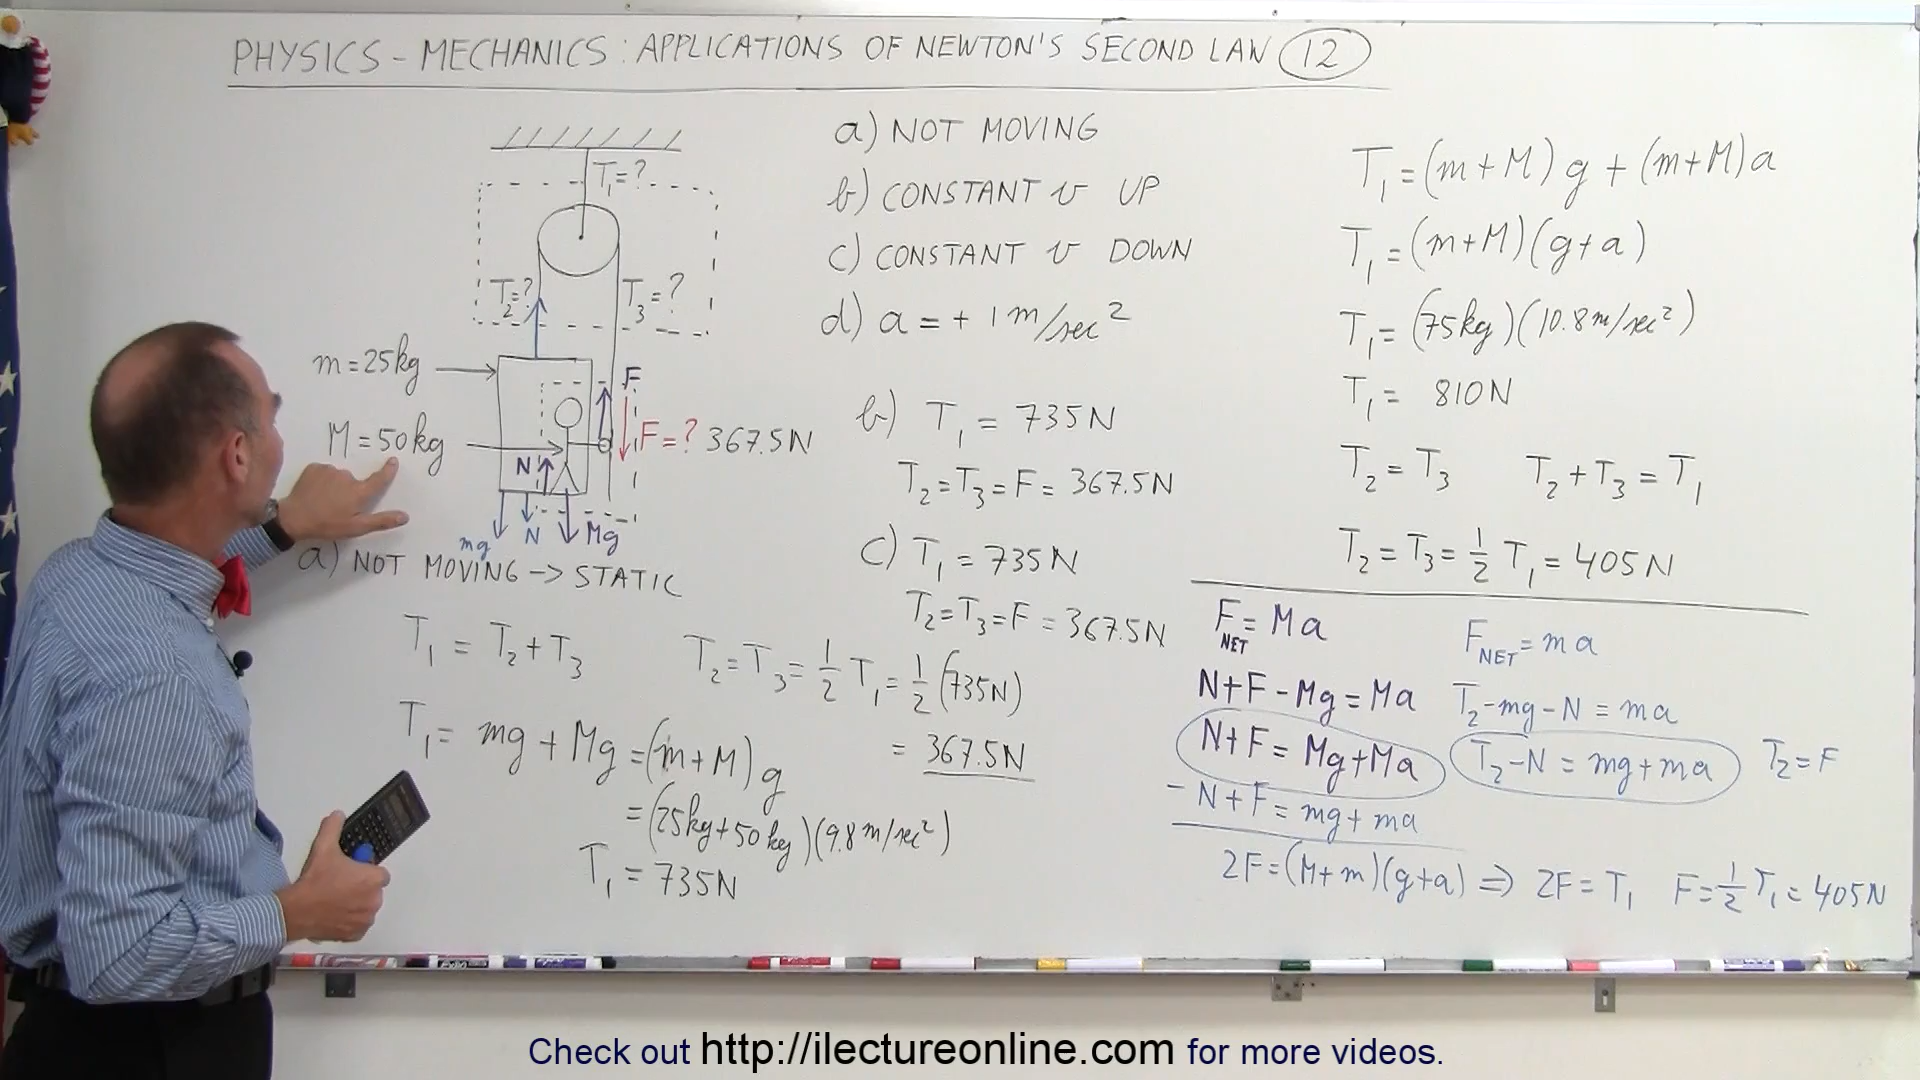 PHYSICS - MECHANICS : APPLICATIONS OF NEWTON'S SECOND LAW 12
T₁=?
T₂=?
T₃=?
m=25kg
M=50kg
F
F=? 367.5N
N
mg
N
Mg
a) NOT MOVING
b) CONSTANT v UP
c) CONSTANT v DOWN
d) a = + 1 m/sec²
a) NOT MOVING -> STATIC
T₁ = T₂+T₃
T₁ = mg + Mg = (m+M) g
= (25kg+50kg)(9.8 m/sec²)
T₁ = 735N
T₂=T₃=½ T₁=½ (735N)
= 367.5N
b) T₁ = 735N
T₂=T₃=F= 367.5N
C) T₁ = 735N
T₂=T₃=F = 367.5N
T₁ = (m+M) g + (m+M)a
T₁ = (m+M)(g+a)
T₁ = (75kg)(10.8 m/sec²)
T₁ = 810N
T₂ = T₃ T₂+T₃ = T₁
T₂ = T₃ = ½ T₁ = 405N
F NET = Ma
N+F-Mg = Ma
N+F = Mg+Ma
-N+F = mg+ma
2F=(M+m)(g+a) ⇒ 2F=T₁ F=½ T₁ = 405N
F NET = ma
T₂-mg-N = ma
T₂-N = mg+ma T₂=F
Check out http://ilectureonline.com for more videos.